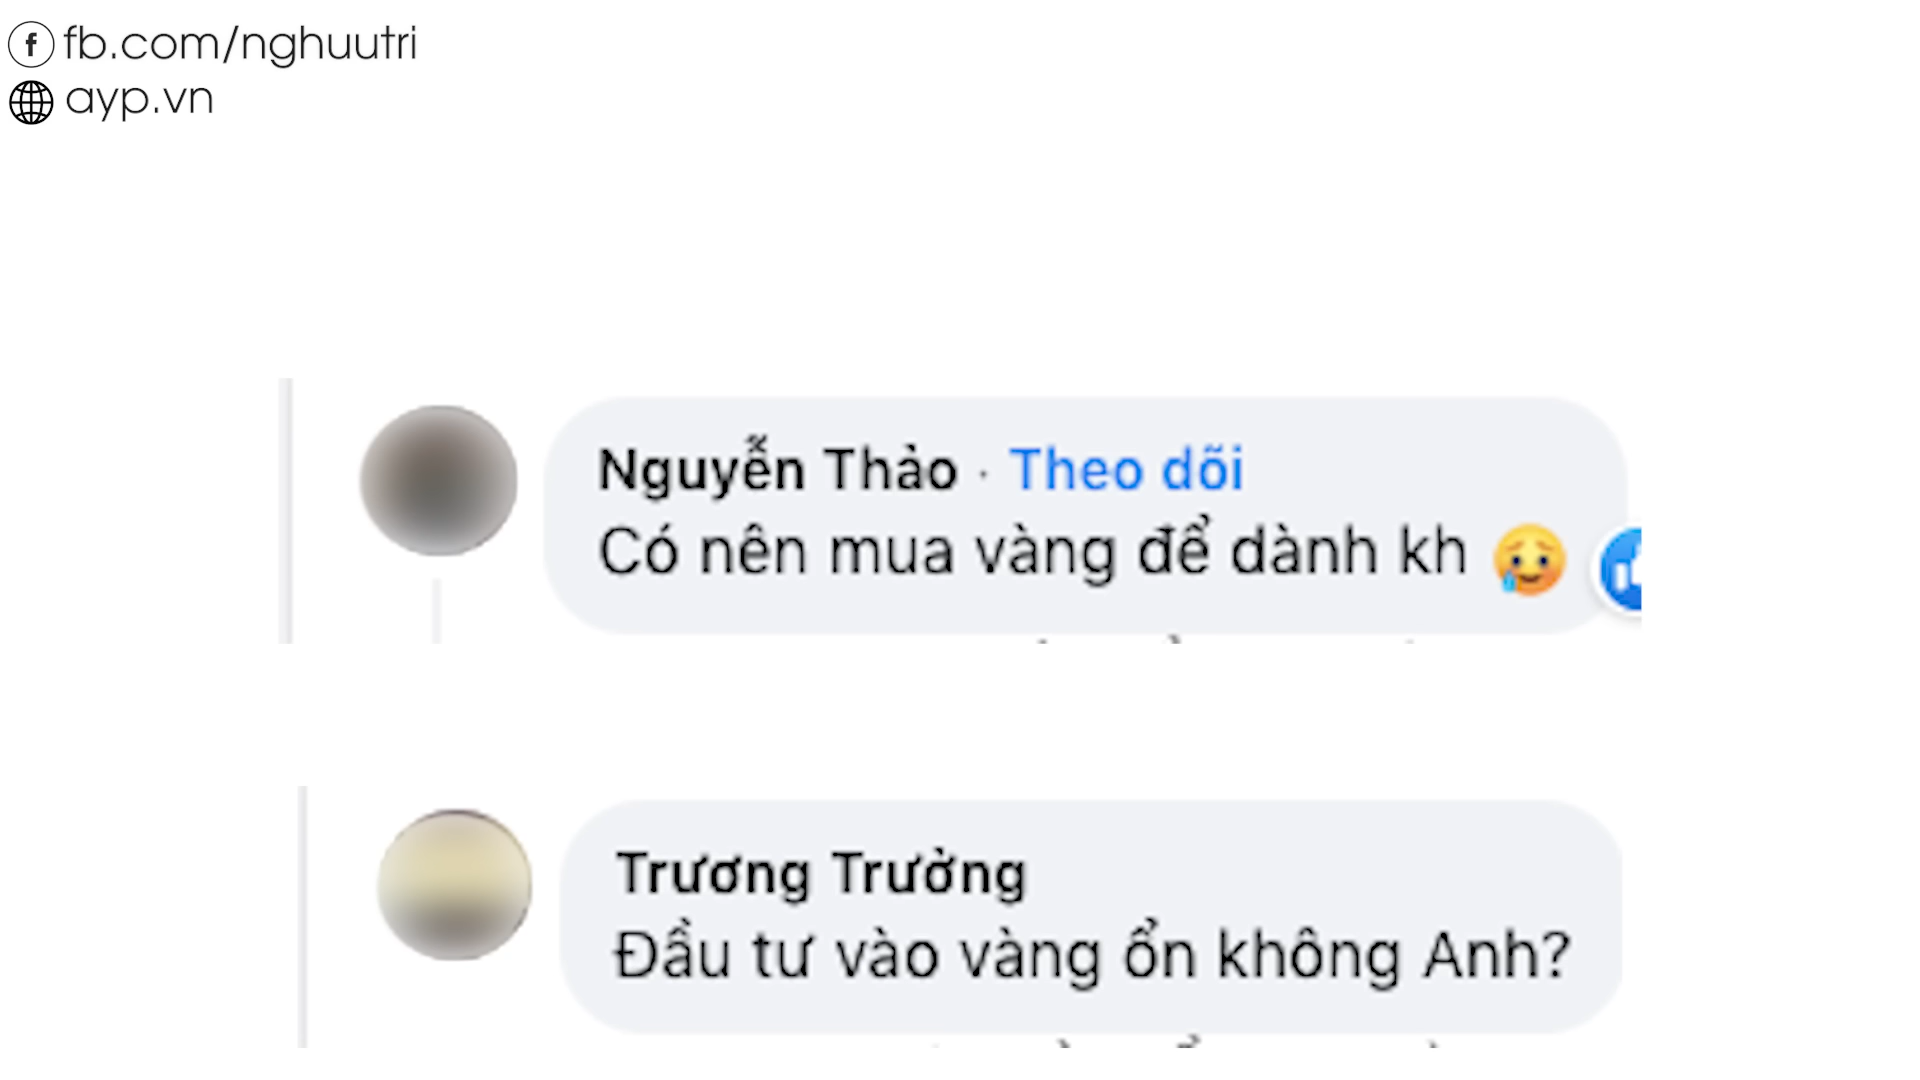 fb.com/nghuutri
ayp.vn
Nguyễn Thảo · Theo dõi
Có nên mua vàng để dành kh 🥲
Trương Trưởng
Đầu tư vào vàng ổn không Anh?